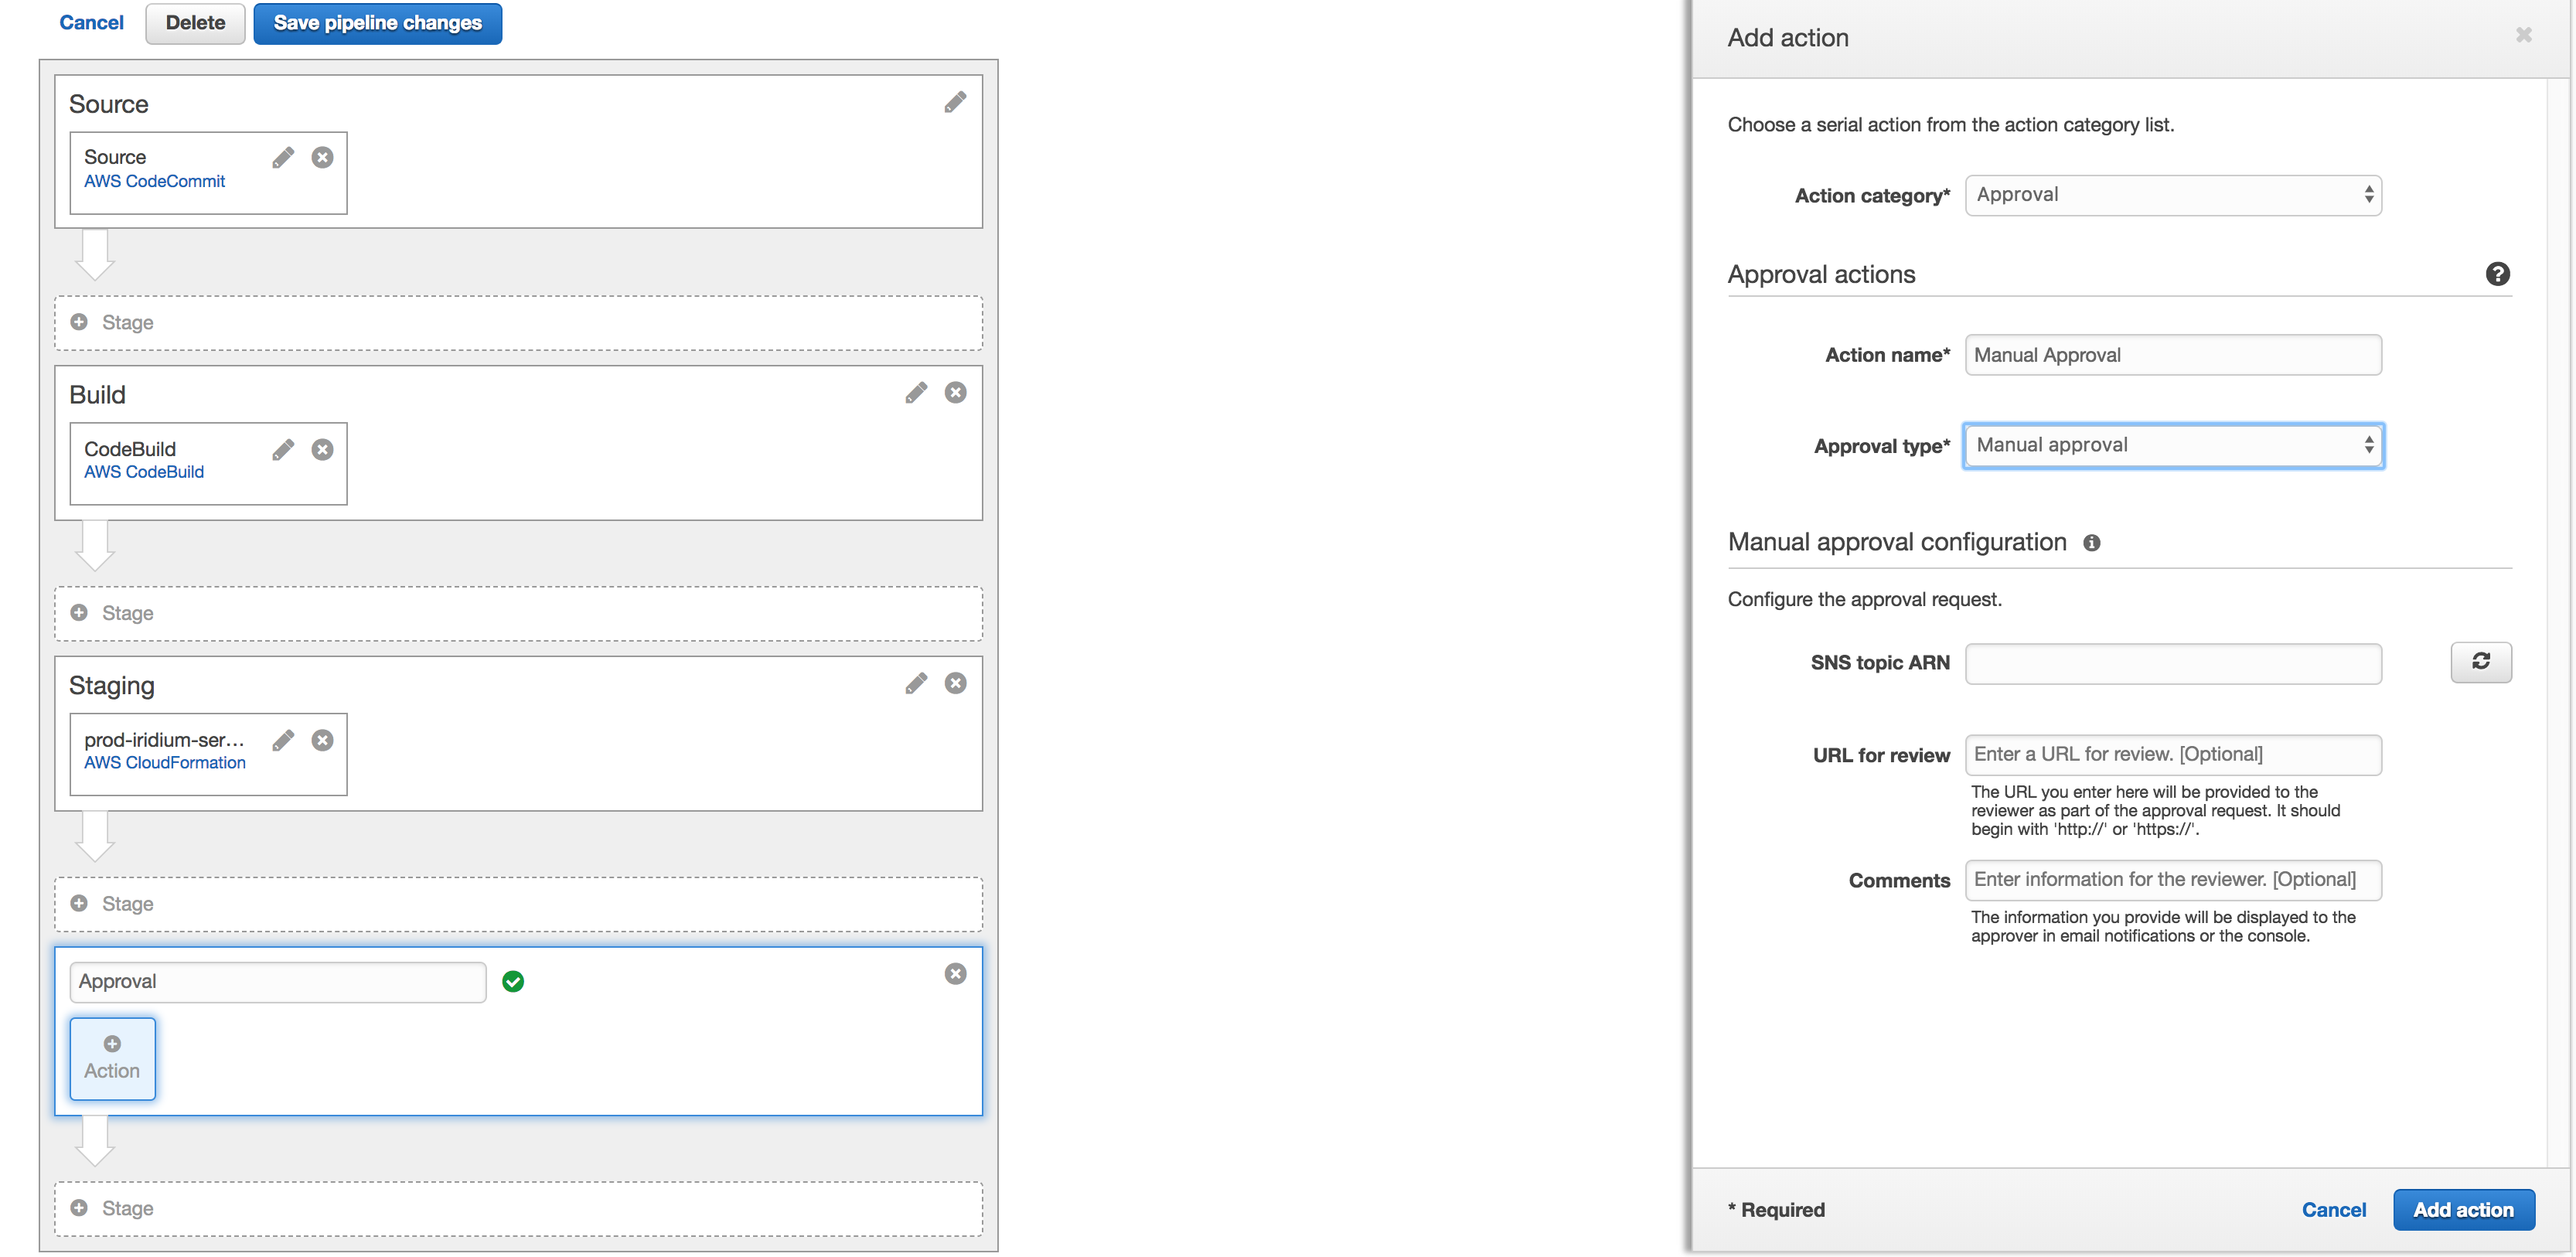 Cancel Delete Save pipeline changes
Source
Source
AWS CodeCommit
Stage
Build
CodeBuild
AWS CodeBuild
Stage
Staging
prod-iridium-ser...
AWS CloudFormation
Stage
Approval
Action
Stage
Add action
Choose a serial action from the action category list.
Action category* Approval
Approval actions
Action name* Manual Approval
Approval type* Manual approval
Manual approval configuration
Configure the approval request.
SNS topic ARN
URL for review Enter a URL for review. [Optional]
The URL you enter here will be provided to the
reviewer as part of the approval request. It should
begin with 'http://' or 'https://'.
Comments Enter information for the reviewer. [Optional]
The information you provide will be displayed to the
approver in email notifications or the console.
* Required Cancel Add action